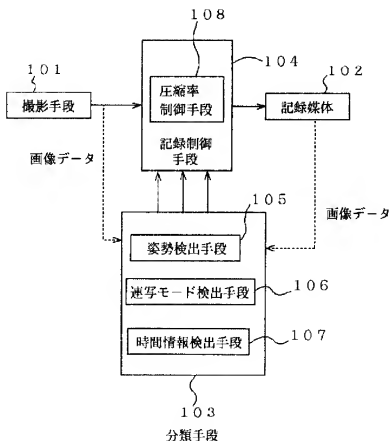 108
104
101
102
圧縮率
制御手段
撮影手段
記録媒体
記録制御
手段
画像データ
画像データ
105
姿勢検出手段
106
連写モード検出手段
107
時間情報検出手段
103
分類手段